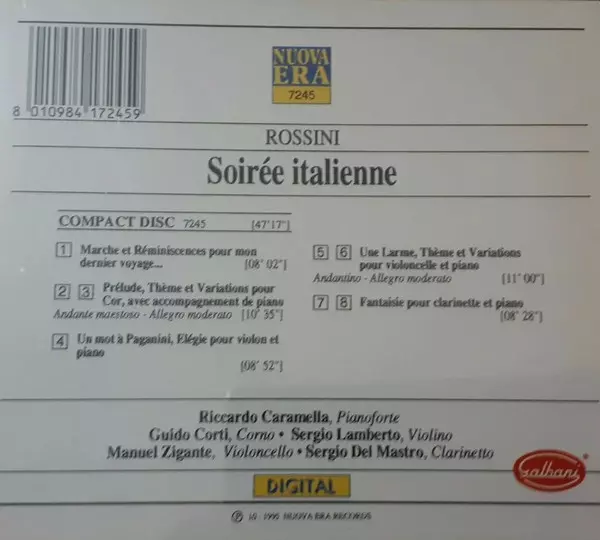 NUOVA
ERA
7245
8 010984 172459
ROSSINI
Soirée italienne
COMPACT DISC 7245 [47'17"]
1 Marche et Réminiscences pour mon
dernier voyage... [08' 02"]
2 3 Prélude, Thème et Variations pour
Cor, avec accompagnement de piano
Andante maestoso - Allegro moderato [10' 35"]
4 Un mot à Paganini, Elégie pour violon et
piano
[08' 52"]
5 6 Une Larme, Thème et Variations
pour violoncelle et piano
Andantino - Allegro moderato [11' 00"]
7 8 Fantaisie pour clarinette et piano
[08' 28"]
Riccardo Caramella, Pianoforte
Guido Corti, Corno • Sergio Lamberto, Violino
Manuel Zigante, Violoncello • Sergio Del Mastro, Clarinetto
Galbani
DIGITAL
NUOVA ERA RECORDS